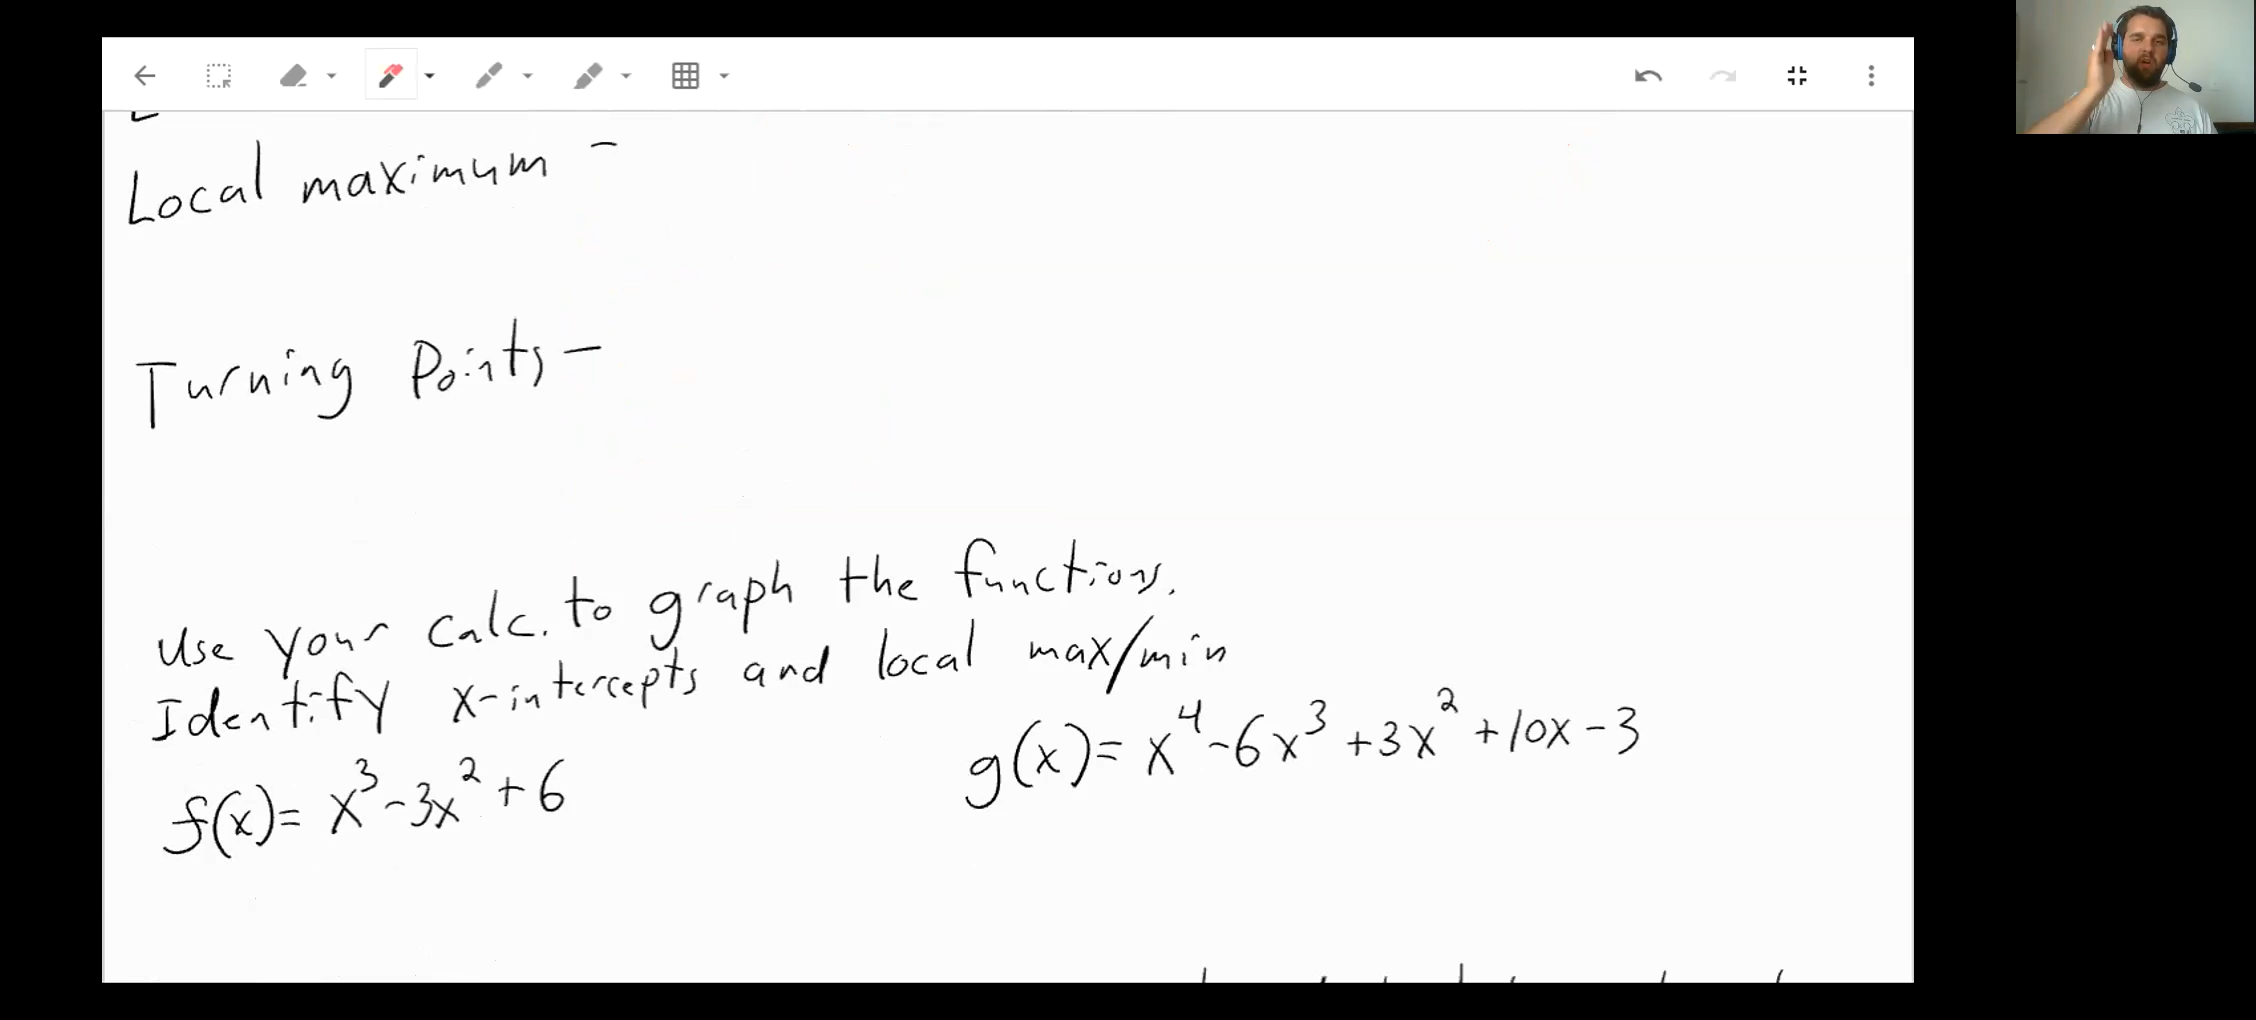 Local maximum -
Turning Points -
Use your calc. to graph the functions.
Identify x-intercepts and local max/min
f(x) = x³-3x²+6
g(x) = x⁴-6x³+3x²+10x-3